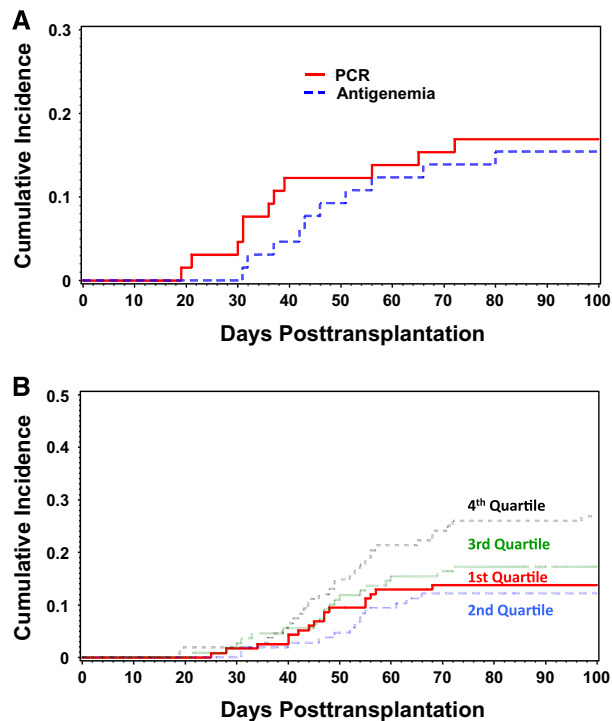 A
0.3
0.2
0.1
0
Cumulative Incidence
PCR
Antigenemia
0 10 20 30 40 50 60 70 80 90 100
Days Posttransplantation
B
0.5
0.4
0.3
0.2
0.1
0
Cumulative Incidence
4th Quartile
3rd Quartile
1st Quartile
2nd Quartile
0 10 20 30 40 50 60 70 80 90 100
Days Posttransplantation